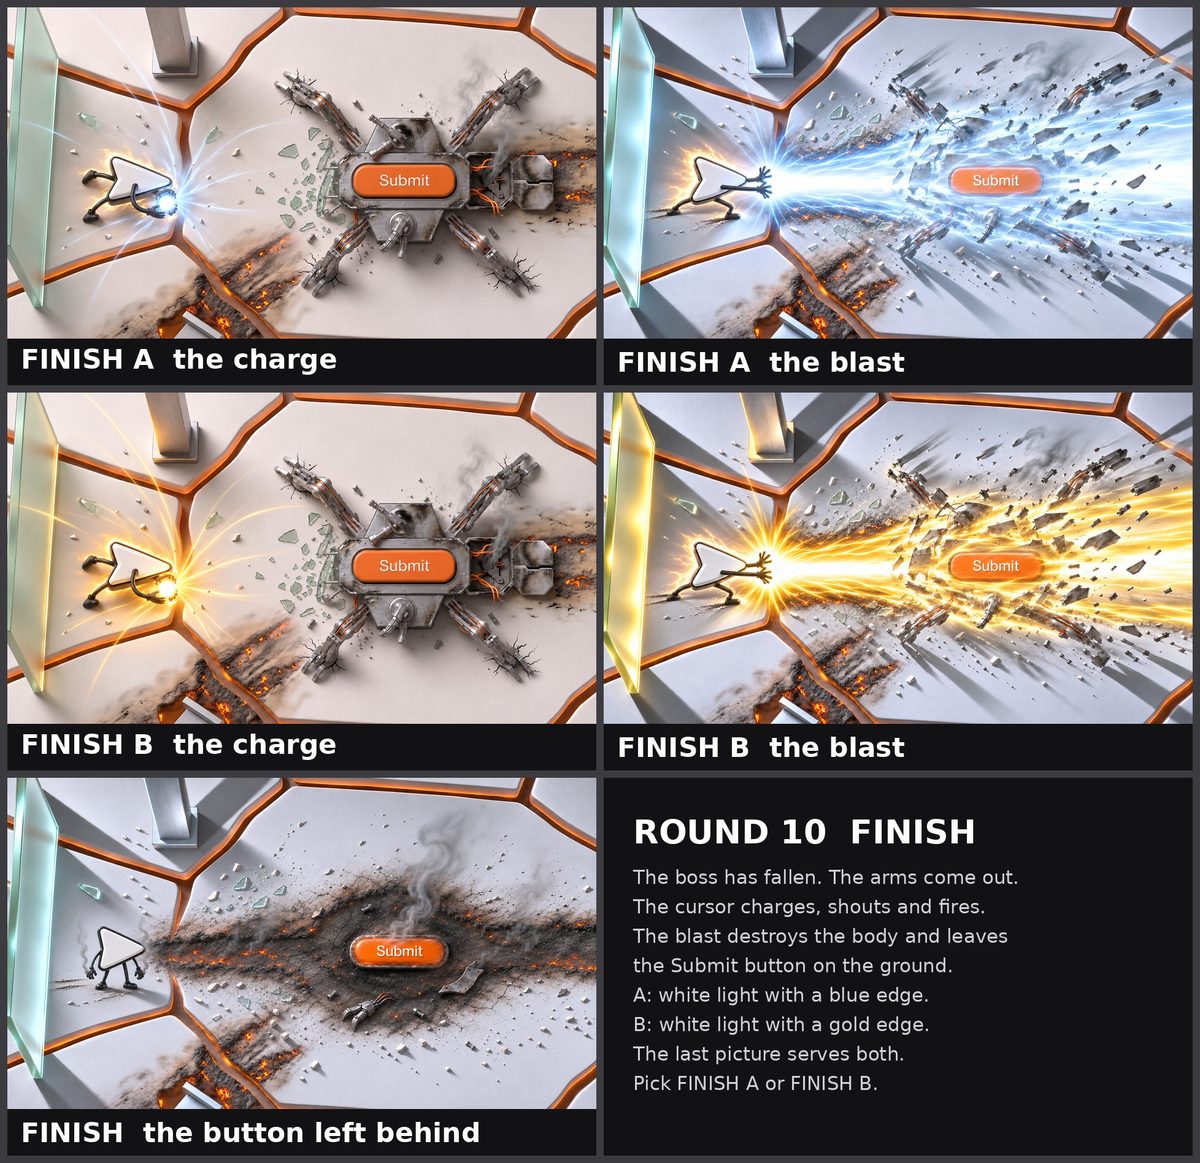 Submit
Submit
FINISH A the charge
FINISH A the blast
Submit
Submit
FINISH B the charge
FINISH B the blast
Submit
FINISH the button left behind
ROUND 10 FINISH
The boss has fallen. The arms come out.
The cursor charges, shouts and fires.
The blast destroys the body and leaves
the Submit button on the ground.
A: white light with a blue edge.
B: white light with a gold edge.
The last picture serves both.
Pick FINISH A or FINISH B.